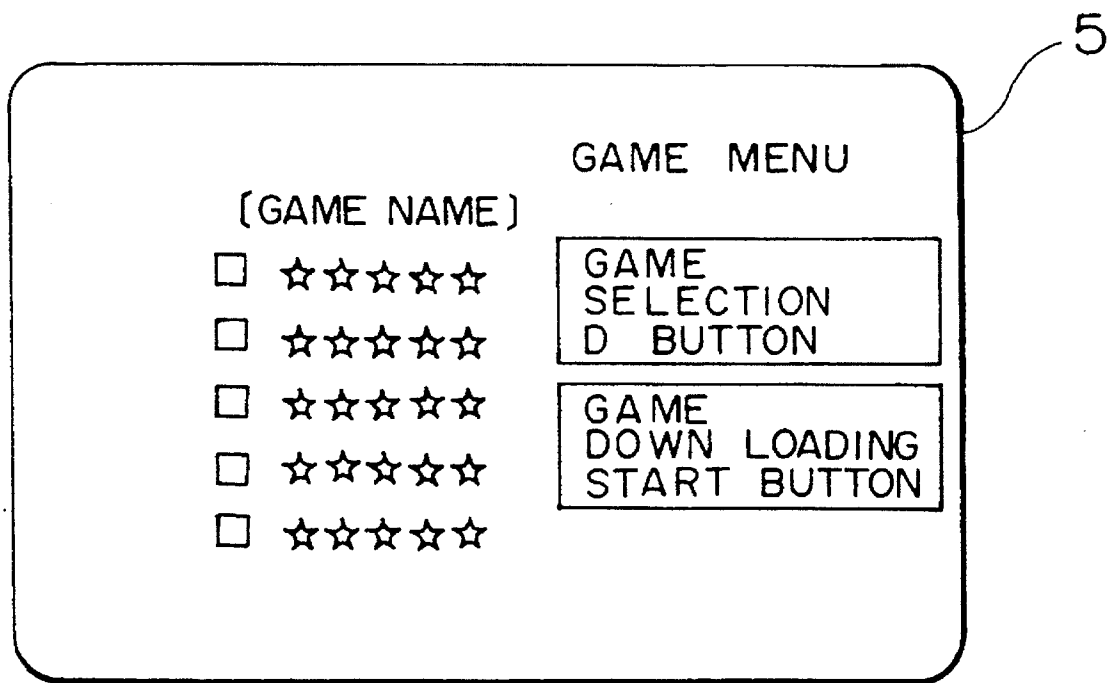 5
GAME MENU
[GAME NAME]
□ ☆☆☆☆☆
□ ☆☆☆☆☆
□ ☆☆☆☆☆
□ ☆☆☆☆☆
□ ☆☆☆☆☆
GAME
SELECTION
D BUTTON
GAME
DOWN LOADING
START BUTTON